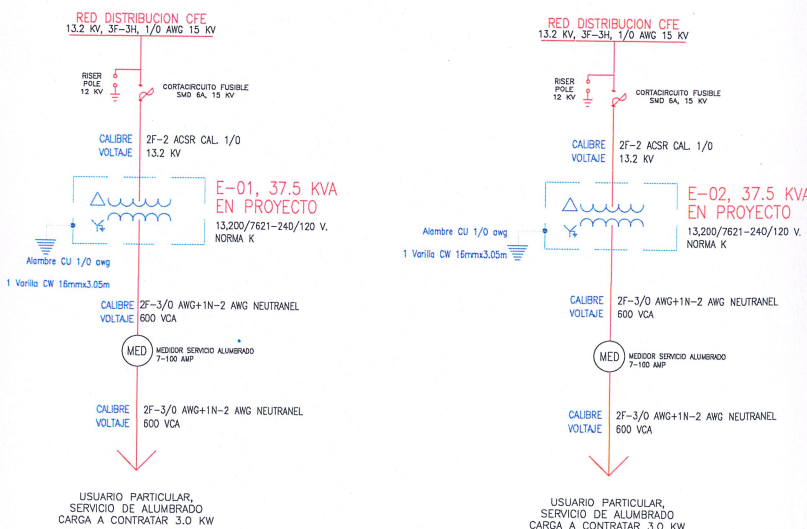 RED DISTRIBUCION CFE
13.2 KV, 3F-3H, 1/0 AWG 15 KV
RISER
POLE
12 KV
CORTACIRCUITO FUSIBLE
SMD 6A, 15 KV
CALIBRE 2F-2 ACSR CAL. 1/0
VOLTAJE 13.2 KV
E-01, 37.5 KVA
EN PROYECTO
13,200/7621-240/120 V.
NORMA K
Alambre CU 1/0 awg
1 Varilla CW 16mmx3.05m
CALIBRE 2F-3/0 AWG+1N-2 AWG NEUTRANEL
VOLTAJE 600 VCA
MED
MEDIDOR SERVICIO ALUMBRADO
7-100 AMP
CALIBRE 2F-3/0 AWG+1N-2 AWG NEUTRANEL
VOLTAJE 600 VCA
USUARIO PARTICULAR,
SERVICIO DE ALUMBRADO
CARGA A CONTRATAR 3.0 KW
RED DISTRIBUCION CFE
13.2 KV, 3F-3H, 1/0 AWG 15 KV
RISER
POLE
12 KV
CORTACIRCUITO FUSIBLE
SMD 6A, 15 KV
CALIBRE 2F-2 ACSR CAL. 1/0
VOLTAJE 13.2 KV
E-02, 37.5 KVA
EN PROYECTO
13,200/7621-240/120 V.
NORMA K
Alambre CU 1/0 awg
1 Varilla CW 16mmx3.05m
CALIBRE 2F-3/0 AWG+1N-2 AWG NEUTRANEL
VOLTAJE 600 VCA
MED
MEDIDOR SERVICIO ALUMBRADO
7-100 AMP
CALIBRE 2F-3/0 AWG+1N-2 AWG NEUTRANEL
VOLTAJE 600 VCA
USUARIO PARTICULAR,
SERVICIO DE ALUMBRADO
CARGA A CONTRATAR 3.0 KW